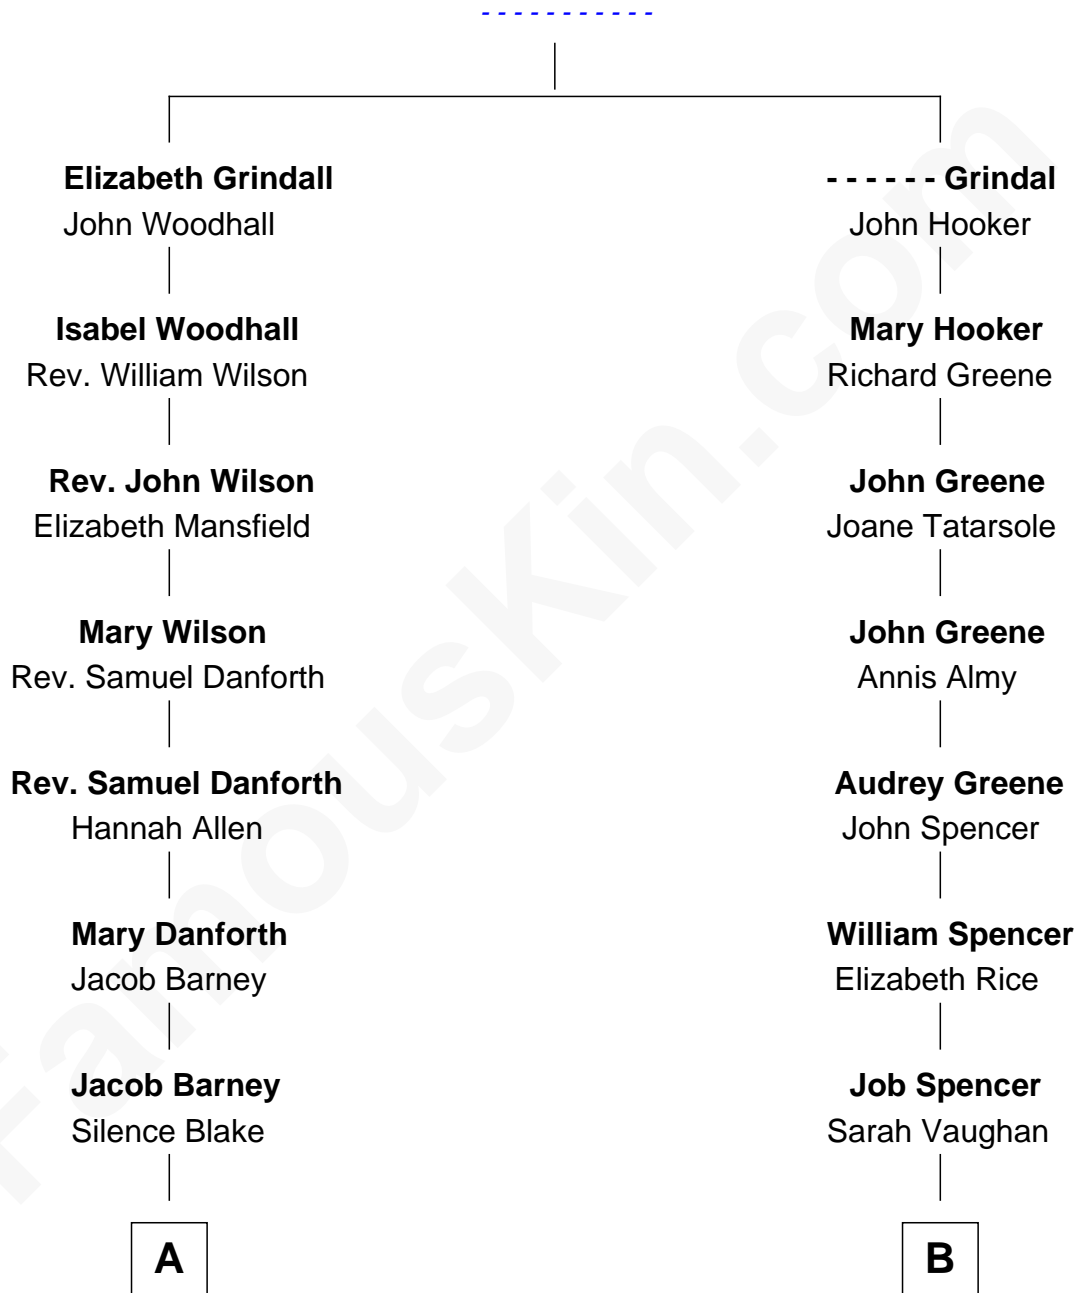 - - - - - - - - - - -
Elizabeth Grindall
John Woodhall
Isabel Woodhall
Rev. William Wilson
Rev. John Wilson
Elizabeth Mansfield
Mary Wilson
Rev. Samuel Danforth
Rev. Samuel Danforth
Hannah Allen
Mary Danforth
Jacob Barney
Jacob Barney
Silence Blake
A
- - - - - - Grindal
John Hooker
Mary Hooker
Richard Greene
John Greene
Joane Tatarsole
John Greene
Annis Almy
Audrey Greene
John Spencer
William Spencer
Elizabeth Rice
Job Spencer
Sarah Vaughan
B
FamousKin.com